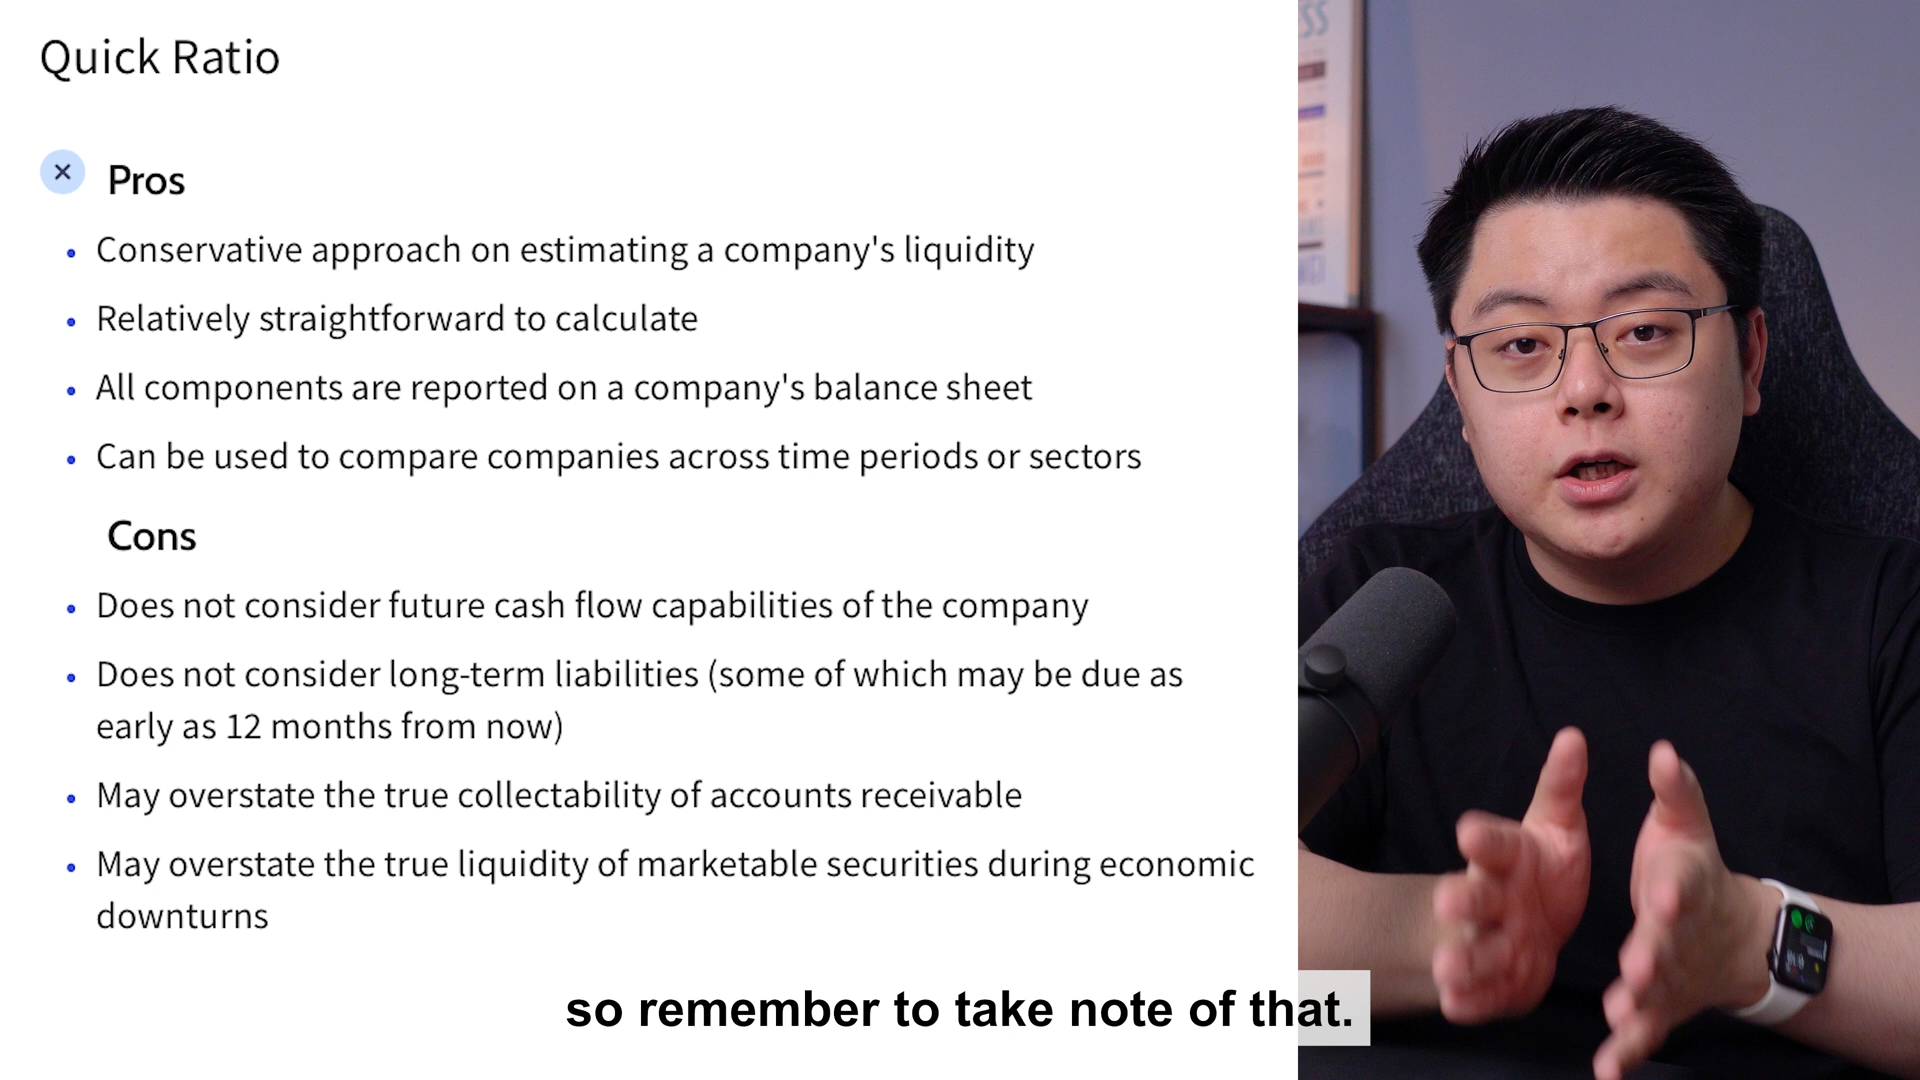 Quick Ratio
Pros
Conservative approach on estimating a company's liquidity
Relatively straightforward to calculate
All components are reported on a company's balance sheet
Can be used to compare companies across time periods or sectors
Cons
Does not consider future cash flow capabilities of the company
Does not consider long-term liabilities (some of which may be due as
early as 12 months from now)
May overstate the true collectability of accounts receivable
May overstate the true liquidity of marketable securities during economic
downturns
so remember to take note of that.